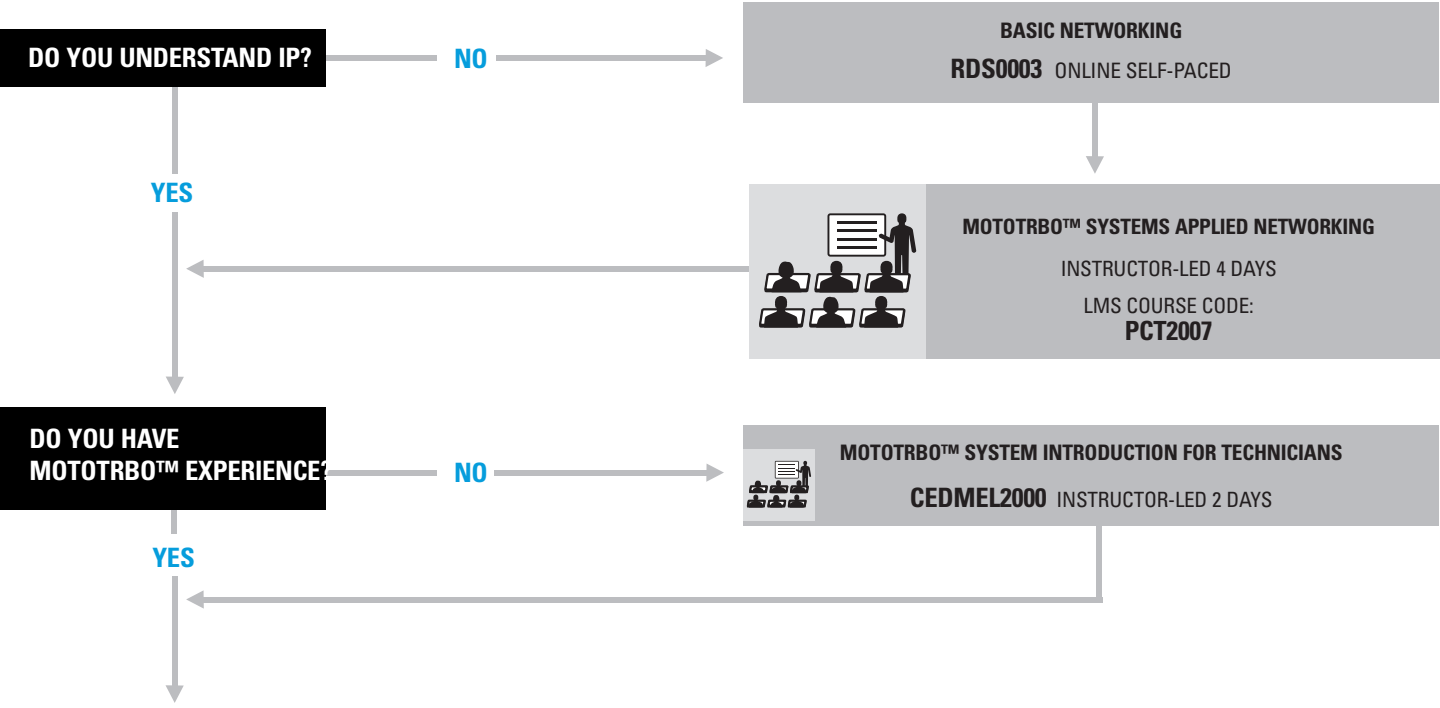 DO YOU UNDERSTAND IP?
NO
BASIC NETWORKING
RDS0003 ONLINE SELF-PACED
YES
MOTOTRBO™ SYSTEMS APPLIED NETWORKING
INSTRUCTOR-LED 4 DAYS
LMS COURSE CODE:
PCT2007
DO YOU HAVE
MOTOTRBO™ EXPERIENCE?
NO
MOTOTRBO™ SYSTEM INTRODUCTION FOR TECHNICIANS
CEDMEL2000 INSTRUCTOR-LED 2 DAYS
YES